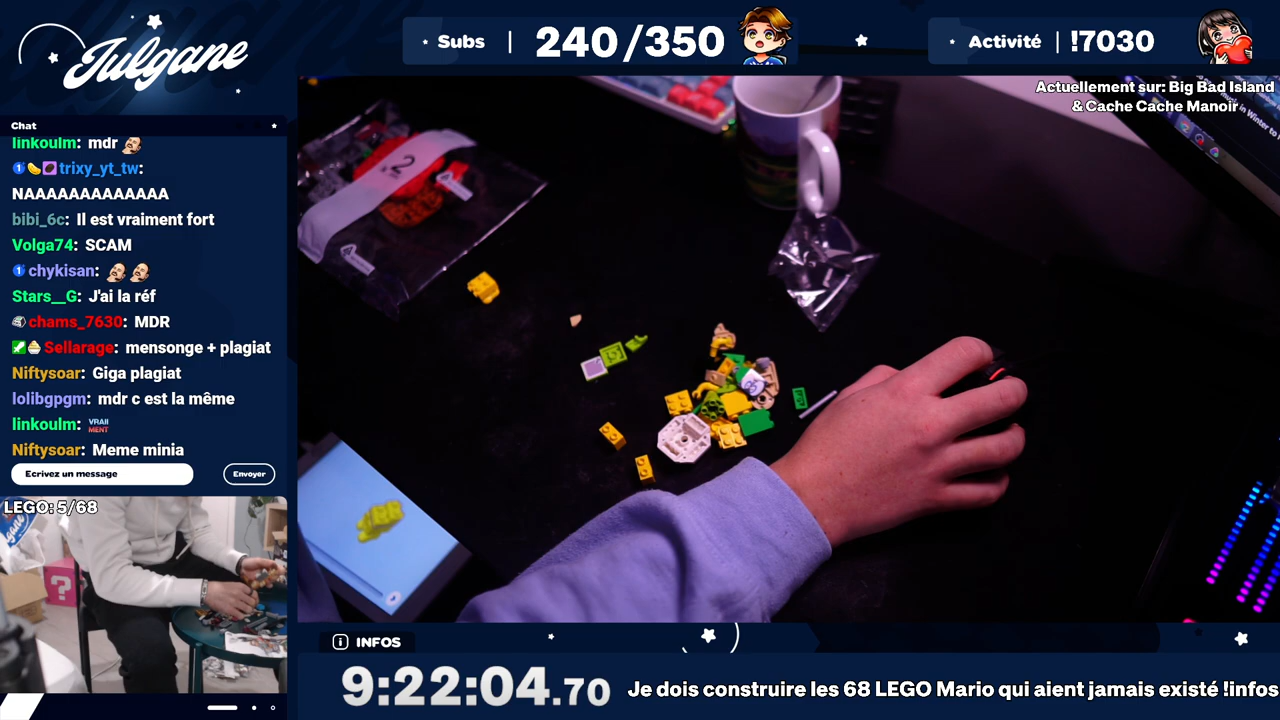 Julgane
Subs | 240/350
Activité | !7030
Actuellement sur: Big Bad Island
& Cache Cache Manoir
Chat
linkoulm: mdr
trixy_yt_tw:
NAAAAAAAAAAAAA
bibi_6c: Il est vraiment fort
Volga74: SCAM
chykisan:
Stars__G: J'ai la réf
chams_7630: MDR
Sellarage: mensonge + plagiat
Niftysoar: Giga plagiat
lolibgpgm: mdr c est la même
linkoulm: VRAI MENT
Niftysoar: Meme minia
Ecrivez un message
Envoyer
2
LEGO: 5/68
?
INFOS
9:22:04.70
Je dois construire les 68 LEGO Mario qui aient jamais existé !infos